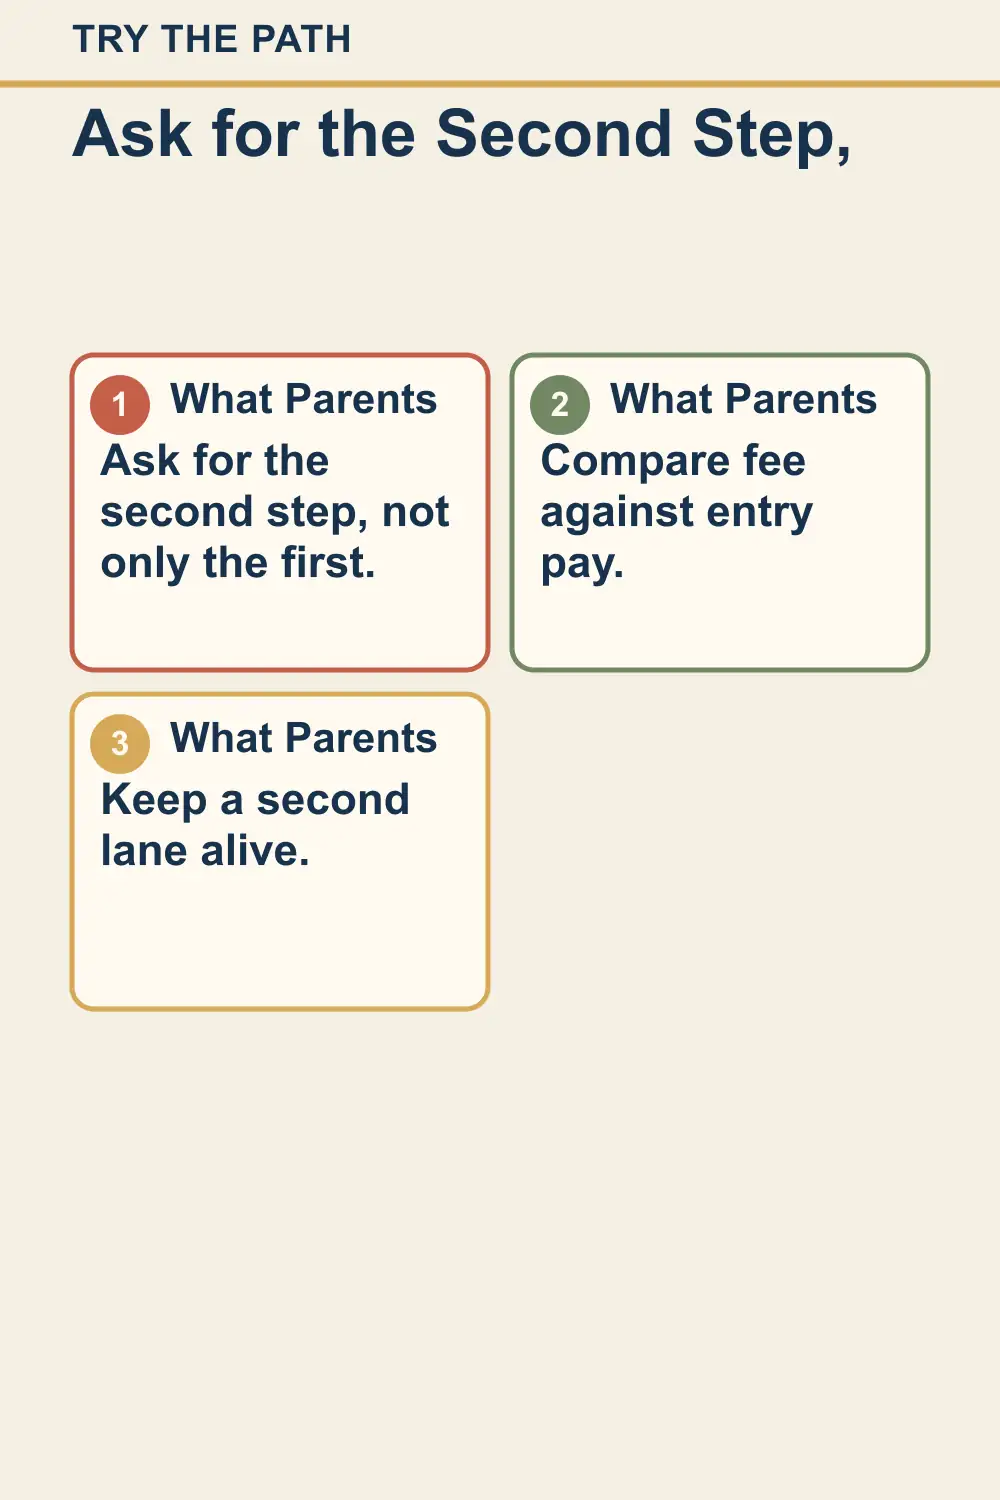 TRY THE PATH
Ask for the Second Step,
1 What Parents
Ask for the
second step, not
only the first.
2 What Parents
Compare fee
against entry
pay.
3 What Parents
Keep a second
lane alive.